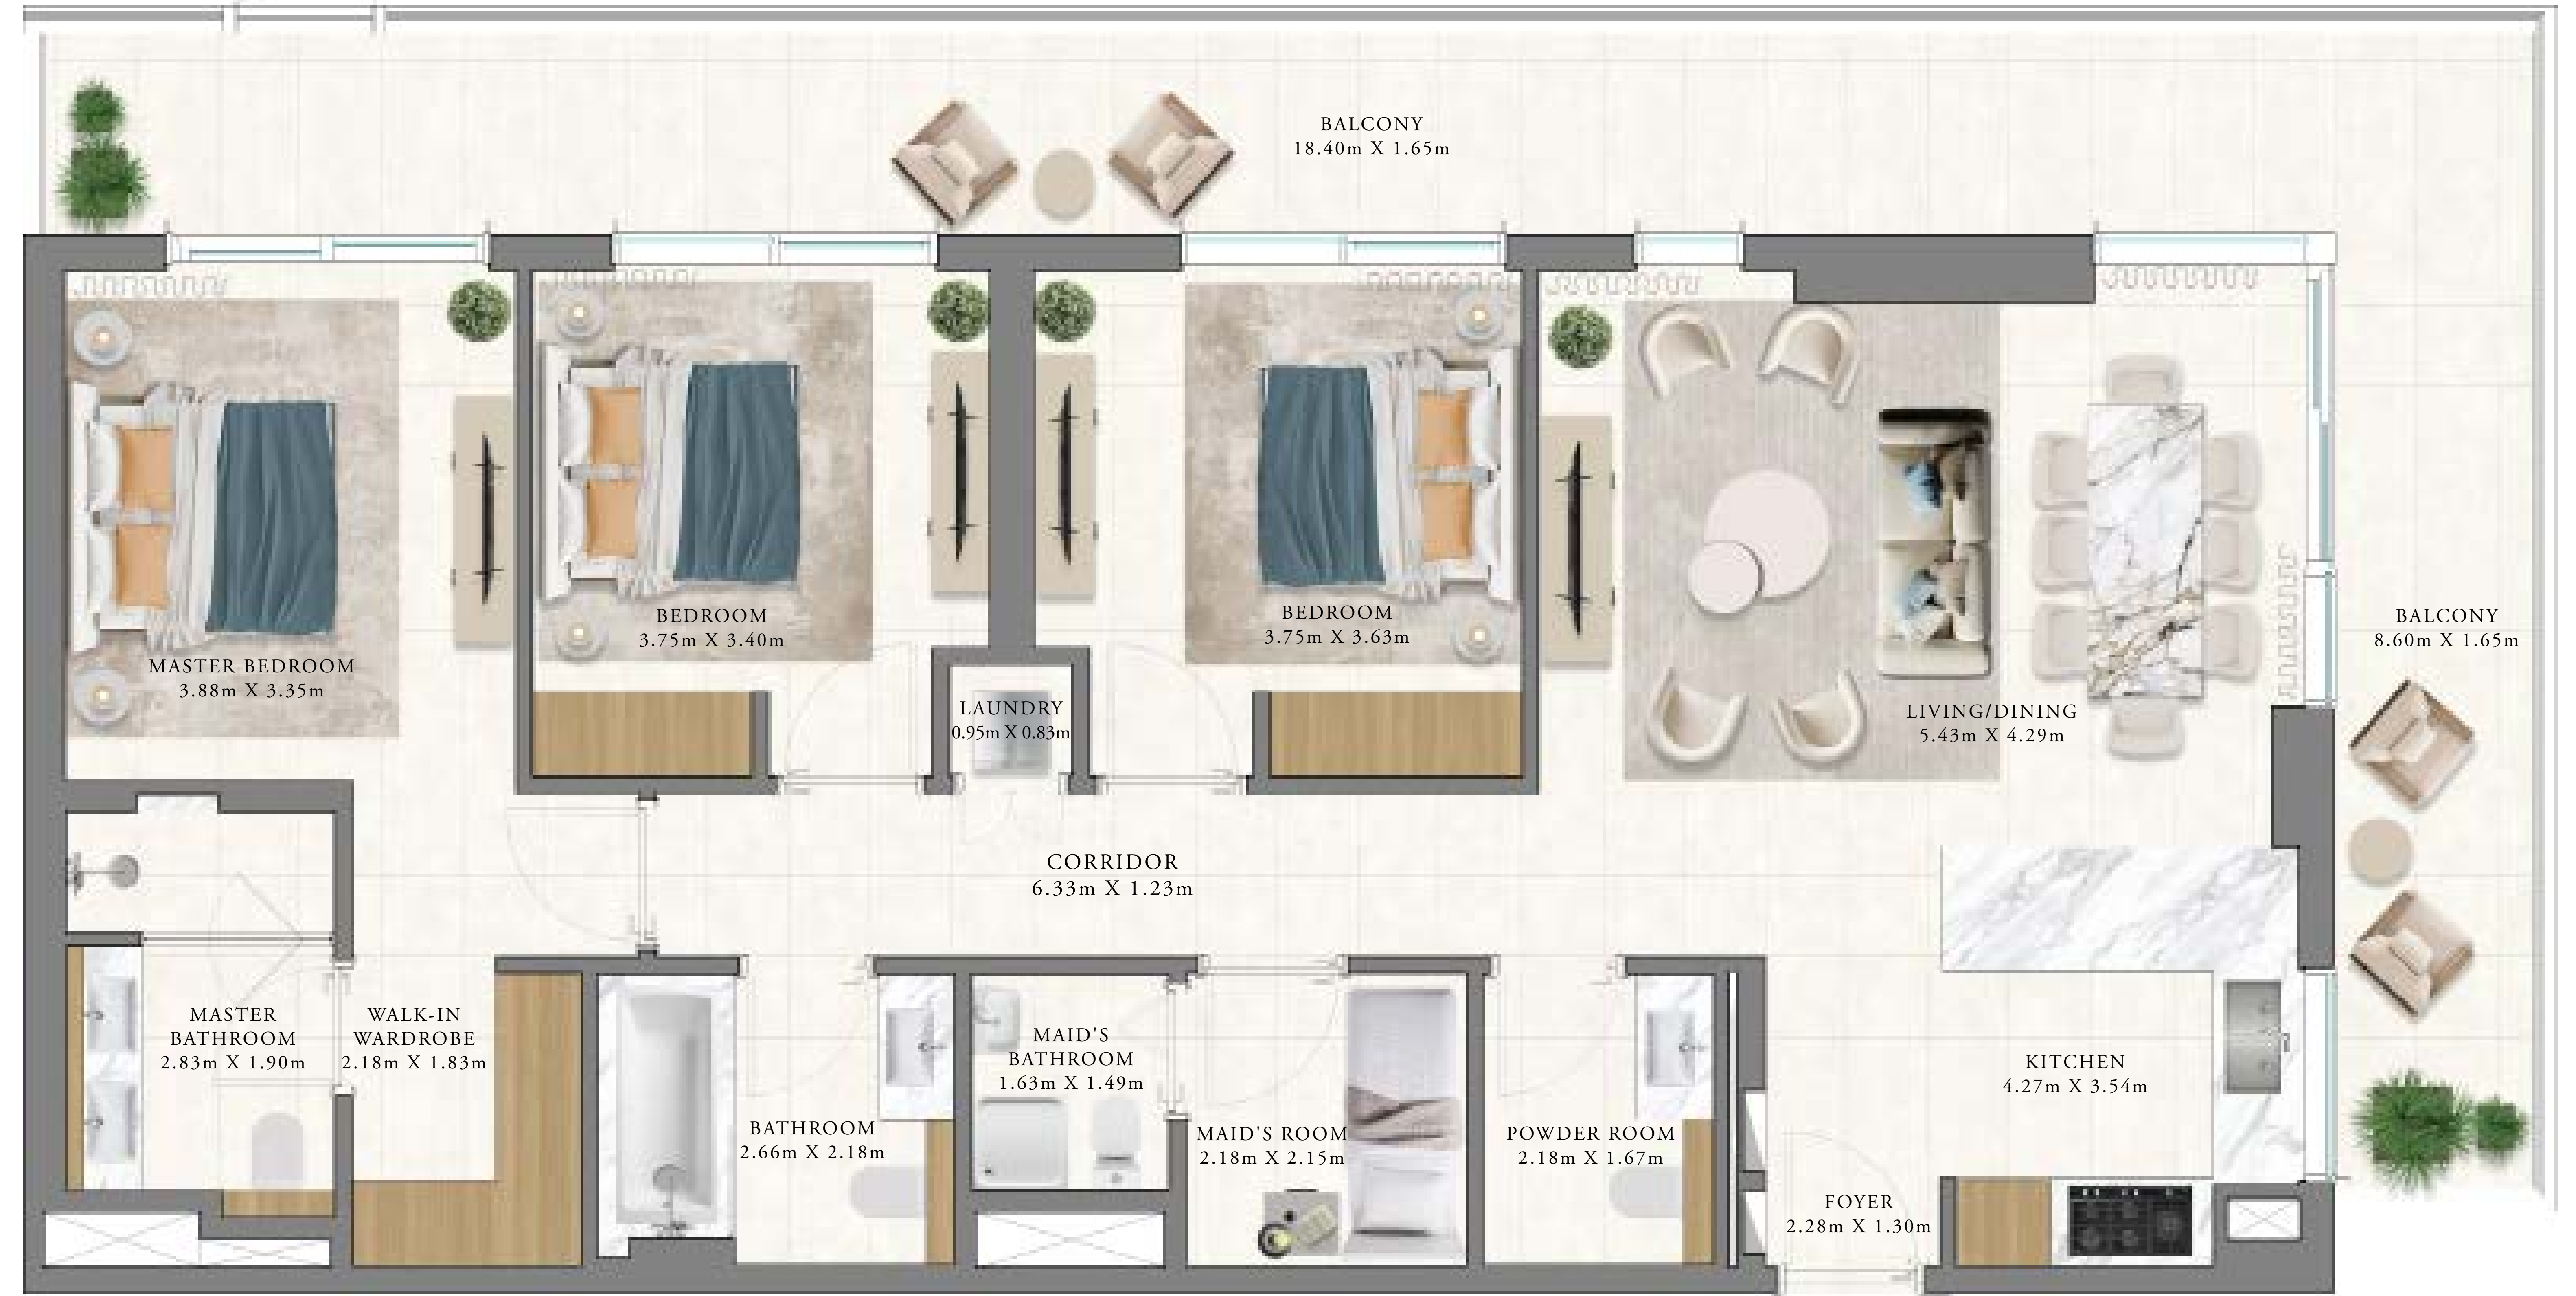 BALCONY
18.40m X 1.65m
BEDROOM
3.75m X 3.40m
BEDROOM
3.75m X 3.63m
BALCONY
8.60m X 1.65m
MASTER BEDROOM
3.88m X 3.35m
LAUNDRY
0.95m X 0.83m
LIVING/DINING
5.43m X 4.29m
CORRIDOR
6.33m X 1.23m
MASTER
BATHROOM
2.83m X 1.90m
WALK-IN
WARDROBE
2.18m X 1.83m
MAID'S
BATHROOM
1.63m X 1.49m
KITCHEN
4.27m X 3.54m
BATHROOM
2.66m X 2.18m
MAID'S ROOM
2.18m X 2.15m
POWDER ROOM
2.18m X 1.67m
FOYER
2.28m X 1.30m